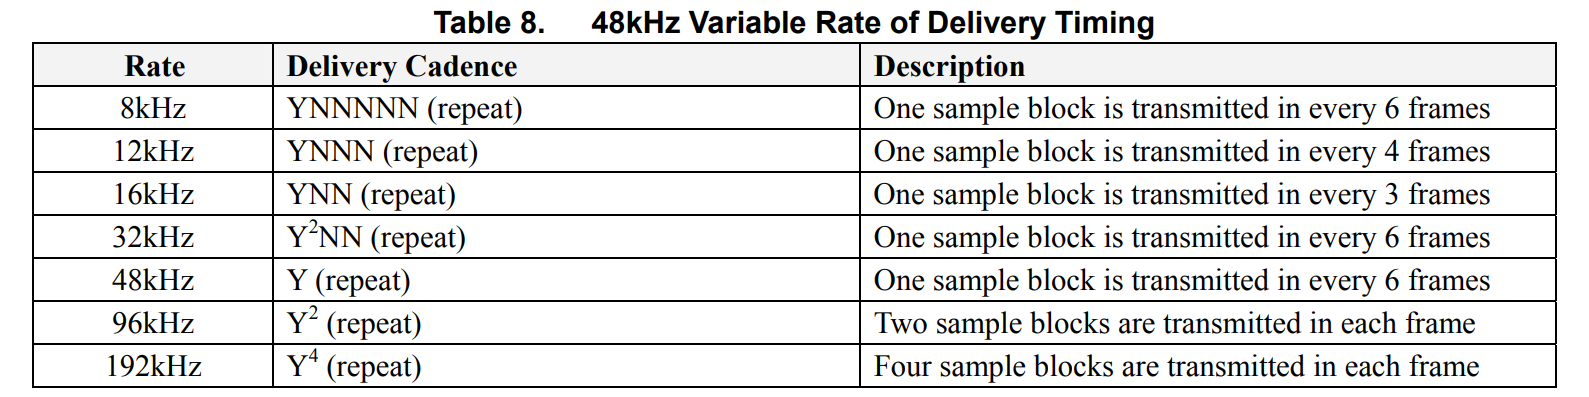 Table 8. 48kHz Variable Rate of Delivery Timing
Rate Delivery Cadence Description
8kHz YNNNNN (repeat) One sample block is transmitted in every 6 frames
12kHz YNNN (repeat) One sample block is transmitted in every 4 frames
16kHz YNN (repeat) One sample block is transmitted in every 3 frames
32kHz Y²NN (repeat) One sample block is transmitted in every 6 frames
48kHz Y (repeat) One sample block is transmitted in every 6 frames
96kHz Y² (repeat) Two sample blocks are transmitted in each frame
192kHz Y⁴ (repeat) Four sample blocks are transmitted in each frame